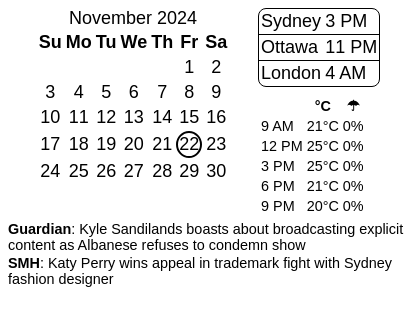 November 2024
Su Mo Tu We Th Fr Sa
1 2
3 4 5 6 7 8 9
10 11 12 13 14 15 16
17 18 19 20 21 22 23
24 25 26 27 28 29 30
Sydney 3 PM
Ottawa 11 PM
London 4 AM
°C ☂
9 AM 21°C 0%
12 PM 25°C 0%
3 PM 25°C 0%
6 PM 21°C 0%
9 PM 20°C 0%
Guardian: Kyle Sandilands boasts about broadcasting explicit
content as Albanese refuses to condemn show
SMH: Katy Perry wins appeal in trademark fight with Sydney
fashion designer